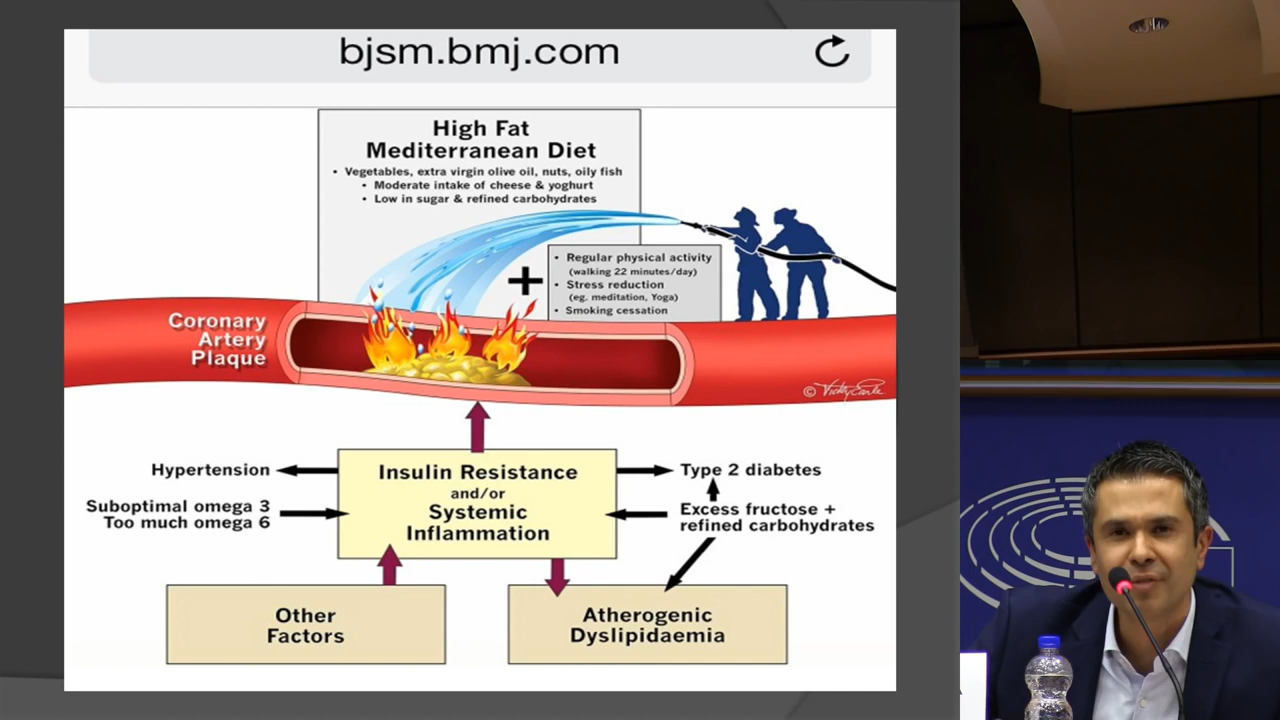 bjsm.bmj.com
High Fat
Mediterranean Diet
• Vegetables, extra virgin olive oil, nuts, oily fish
• Moderate intake of cheese & yoghurt
• Low in sugar & refined carbohydrates
+
• Regular physical activity
(walking 22 minutes/day)
• Stress reduction
(eg. meditation, Yoga)
• Smoking cessation
Coronary
Artery
Plaque
© Vicky Earle
Hypertension
Insulin Resistance
and/or
Systemic
Inflammation
Type 2 diabetes
Suboptimal omega 3
Too much omega 6
Excess fructose +
refined carbohydrates
Other
Factors
Atherogenic
Dyslipidaemia